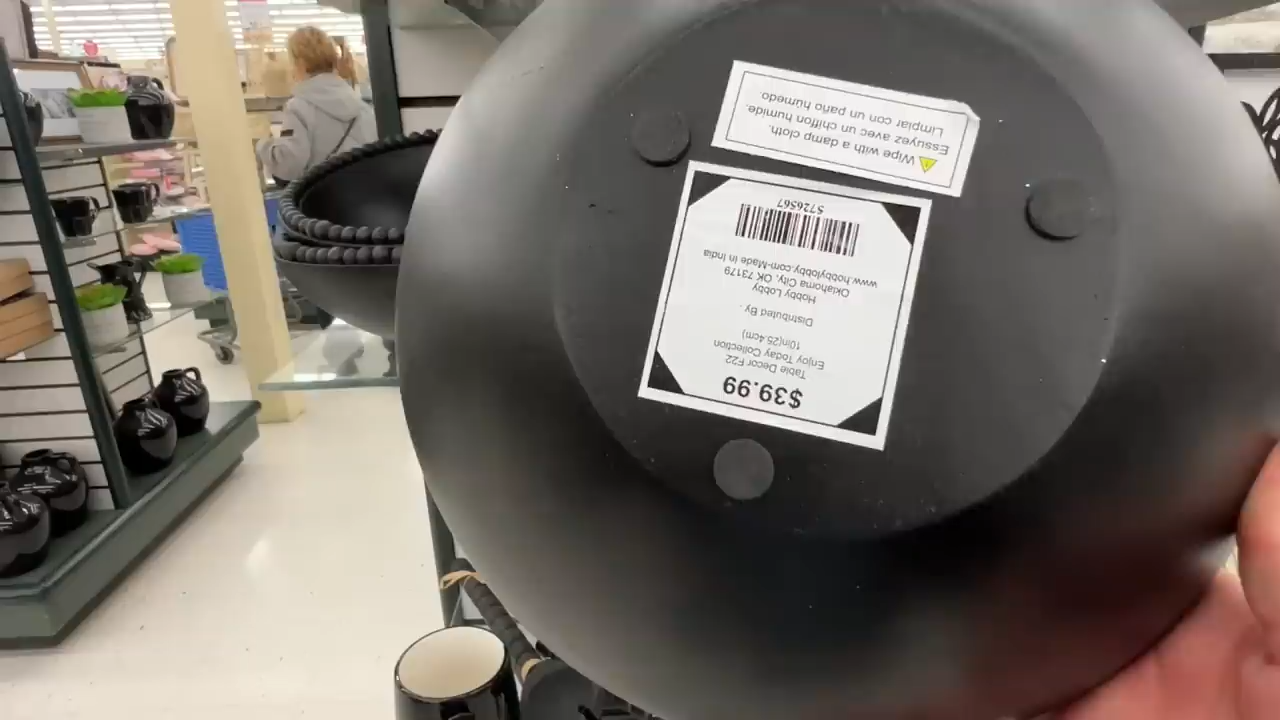 $39.99
Table Decor F22
Enjoy Today Collection
10in(25.4cm)
Distributed By -
Hobby Lobby
Oklahoma City, OK 73179
www.hobbylobby.com-Made in India
5726567
Wipe with a damp cloth.
Essuyez avec un chiffon humide.
Limpiar con un paño húmedo.